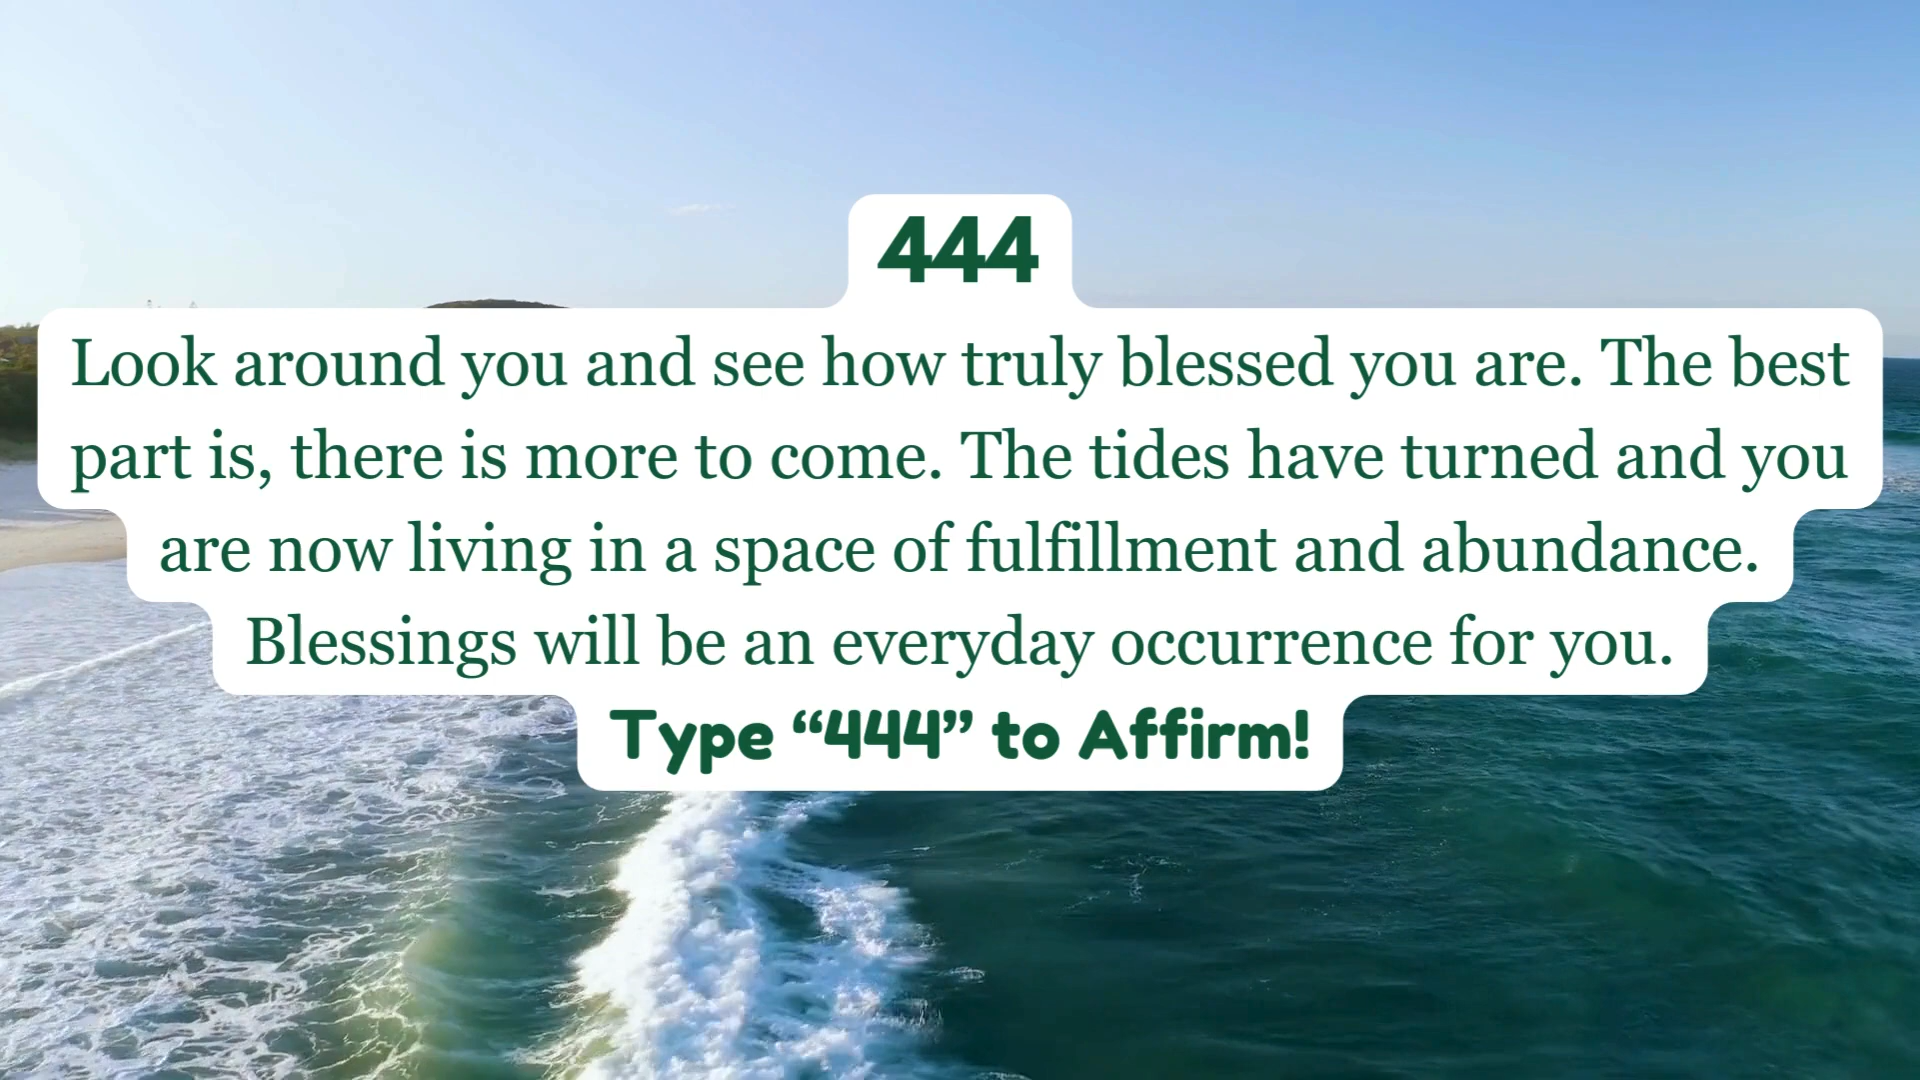 444
Look around you and see how truly blessed you are. The best
part is, there is more to come. The tides have turned and you
are now living in a space of fulfillment and abundance.
Blessings will be an everyday occurrence for you.
Type “444” to Affirm!